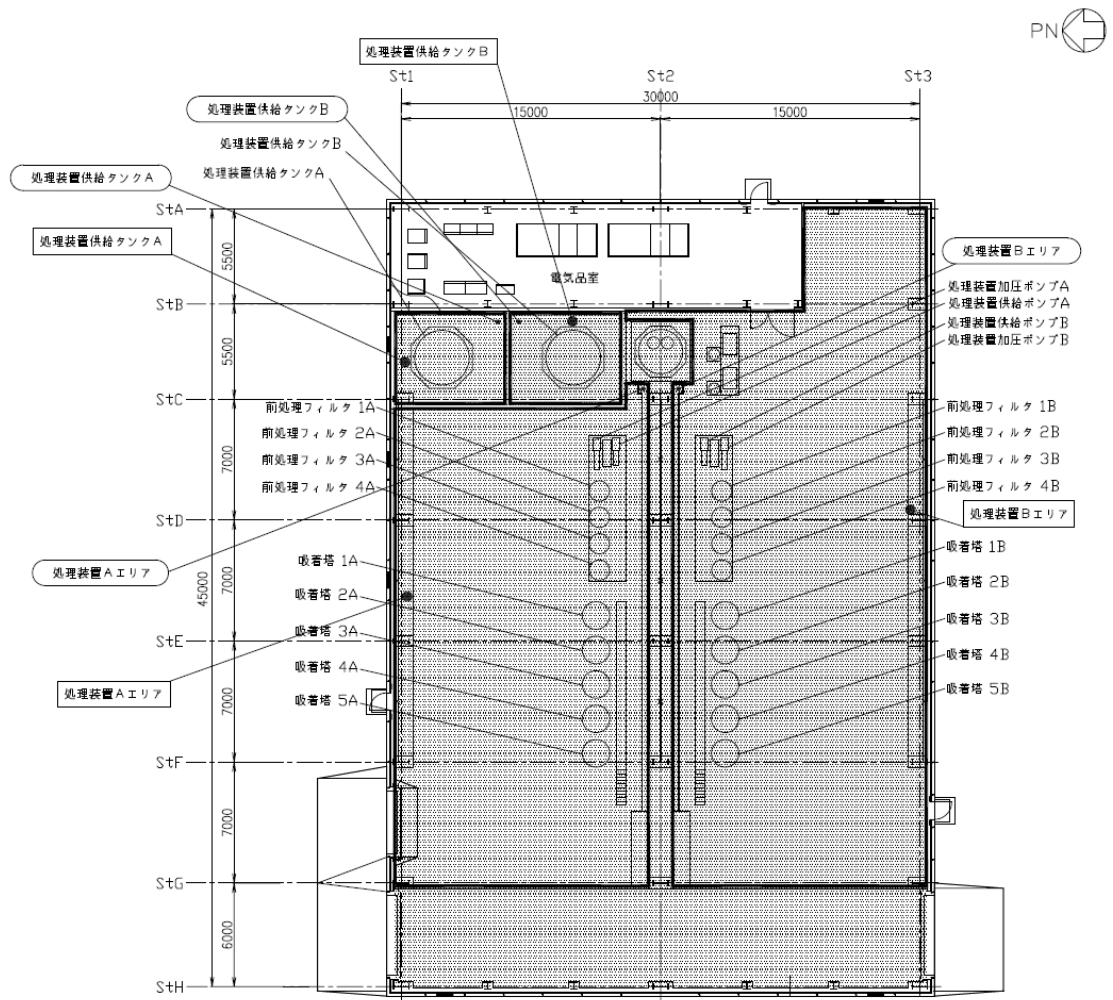 PN
処理装置供給タンクB
St1
St2
St3
30000
15000
15000
処理装置供給タンクB
処理装置供給タンクB
処理装置供給タンクA
処理装置供給タンクA
処理装置供給タンクA
StA
5500
電気品室
処理装置Bエリア
処理装置加圧ポンプA
処理装置供給ポンプA
処理装置供給ポンプB
処理装置加圧ポンプB
StB
5500
StC
前処理フィルタ 1A
前処理フィルタ 2A
前処理フィルタ 3A
前処理フィルタ 4A
前処理フィルタ 1B
前処理フィルタ 2B
前処理フィルタ 3B
前処理フィルタ 4B
7000
StD
処理装置Bエリア
処理装置Aエリア
45000
7000
吸着塔 1A
吸着塔 2A
吸着塔 3A
吸着塔 4A
吸着塔 5A
吸着塔 1B
吸着塔 2B
吸着塔 3B
吸着塔 4B
吸着塔 5B
StE
処理装置Aエリア
7000
StF
7000
StG
6000
StH